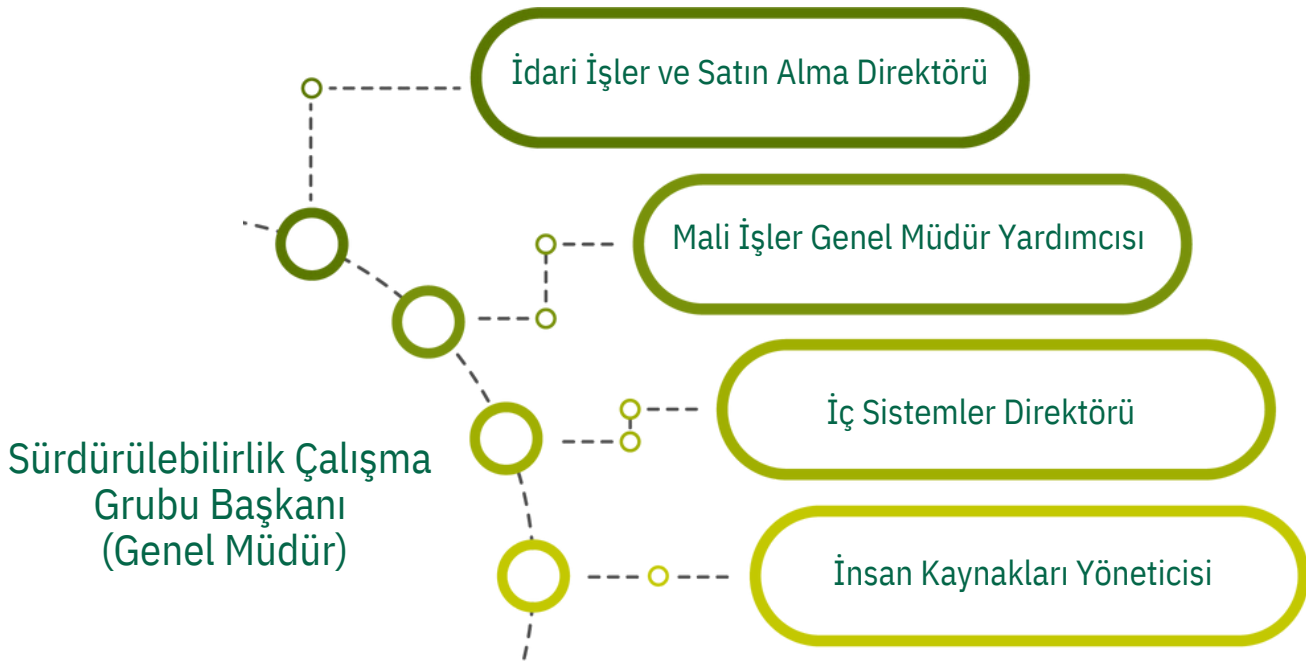 İdari İşler ve Satın Alma Direktörü
Mali İşler Genel Müdür Yardımcısı
İç Sistemler Direktörü
Sürdürülebilirlik Çalışma
Grubu Başkanı
(Genel Müdür)
İnsan Kaynakları Yöneticisi